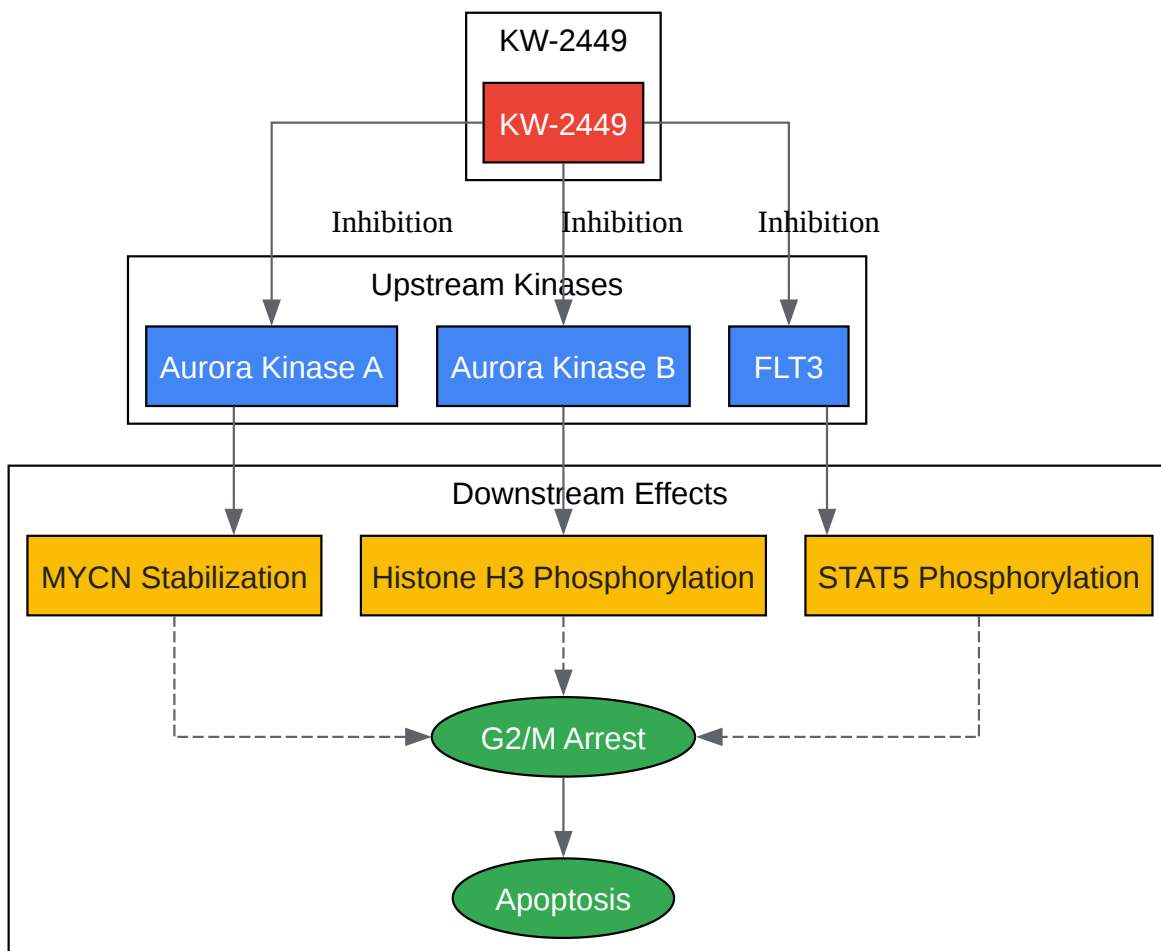 KW-2449
KW-2449
Inhibition
Inhibition
Inhibition
Upstream Kinases
Aurora Kinase A
Aurora Kinase B
FLT3
Downstream Effects
MYCN Stabilization
Histone H3 Phosphorylation
STAT5 Phosphorylation
G2/M Arrest
Apoptosis